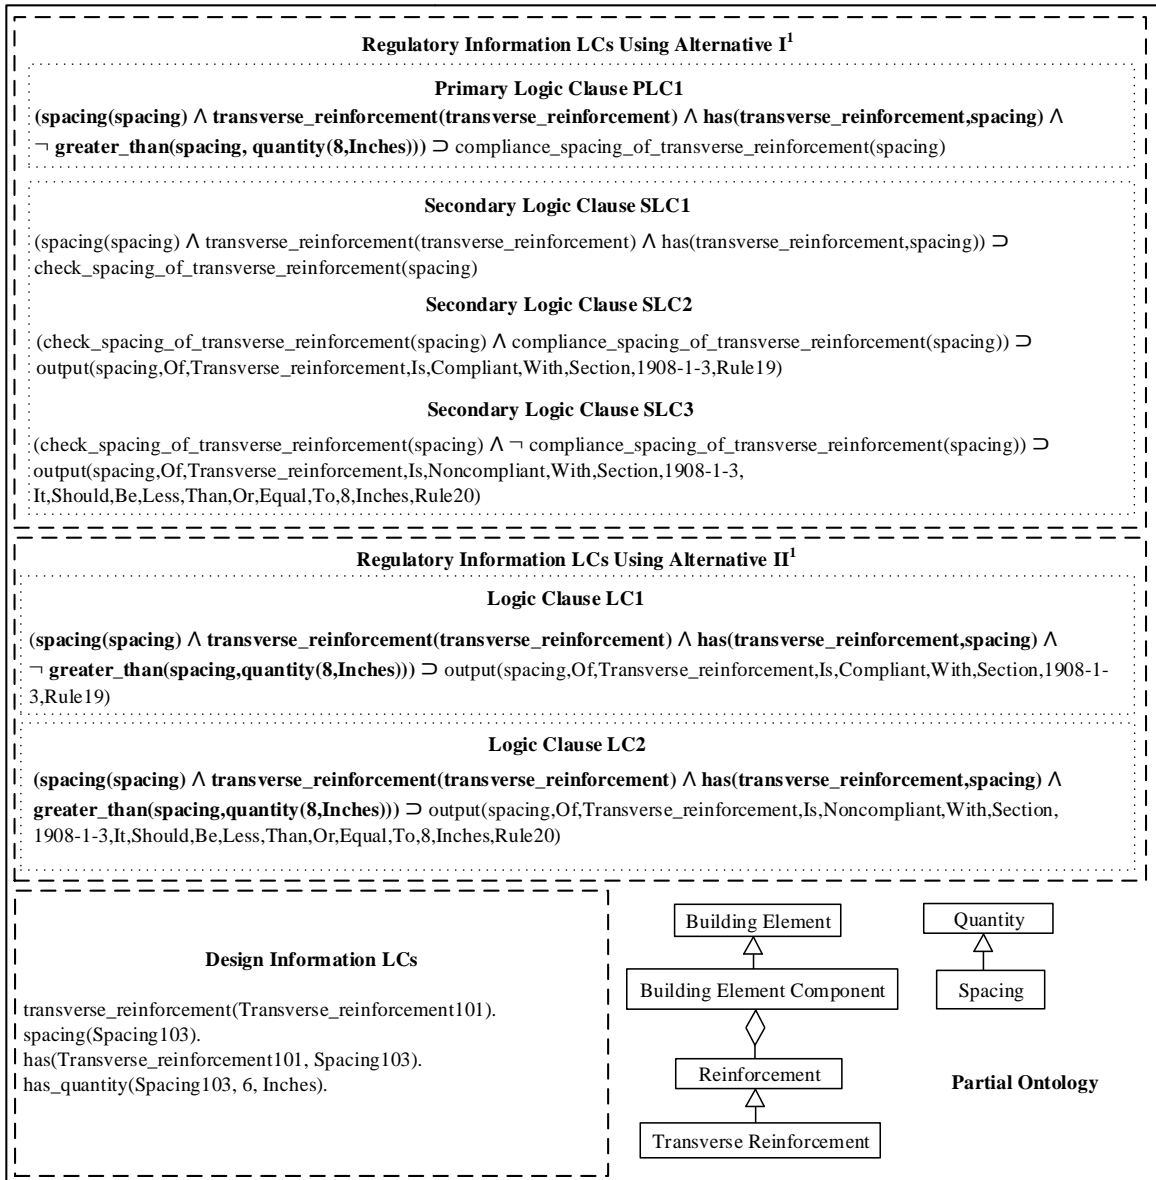 Regulatory Information LCs Using Alternative I¹
Primary Logic Clause PLC1
(spacing(spacing) ∧ transverse_reinforcement(transverse_reinforcement) ∧ has(transverse_reinforcement,spacing) ∧
¬ greater_than(spacing, quantity(8,Inches))) ⊃ compliance_spacing_of_transverse_reinforcement(spacing)
Secondary Logic Clause SLC1
(spacing(spacing) ∧ transverse_reinforcement(transverse_reinforcement) ∧ has(transverse_reinforcement,spacing)) ⊃
check_spacing_of_transverse_reinforcement(spacing)
Secondary Logic Clause SLC2
(check_spacing_of_transverse_reinforcement(spacing) ∧ compliance_spacing_of_transverse_reinforcement(spacing)) ⊃
output(spacing,Of,Transverse_reinforcement,Is,Compliant,With,Section,1908-1-3,Rule19)
Secondary Logic Clause SLC3
(check_spacing_of_transverse_reinforcement(spacing) ∧ ¬ compliance_spacing_of_transverse_reinforcement(spacing)) ⊃
output(spacing,Of,Transverse_reinforcement,Is,Noncompliant,With,Section,1908-1-3,
It,Should,Be,Less,Than,Or,Equal,To,8,Inches,Rule20)
Regulatory Information LCs Using Alternative II¹
Logic Clause LC1
(spacing(spacing) ∧ transverse_reinforcement(transverse_reinforcement) ∧ has(transverse_reinforcement,spacing) ∧
¬ greater_than(spacing,quantity(8,Inches))) ⊃ output(spacing,Of,Transverse_reinforcement,Is,Compliant,With,Section,1908-1-
3,Rule19)
Logic Clause LC2
(spacing(spacing) ∧ transverse_reinforcement(transverse_reinforcement) ∧ has(transverse_reinforcement,spacing) ∧
greater_than(spacing,quantity(8,Inches))) ⊃ output(spacing,Of,Transverse_reinforcement,Is,Noncompliant,With,Section,
1908-1-3,It,Should,Be,Less,Than,Or,Equal,To,8,Inches,Rule20)
Design Information LCs
transverse_reinforcement(Transverse_reinforcement101).
spacing(Spacing103).
has(Transverse_reinforcement101, Spacing103).
has_quantity(Spacing103, 6, Inches).
Building Element
Building Element Component
Reinforcement
Transverse Reinforcement
Quantity
Spacing
Partial Ontology